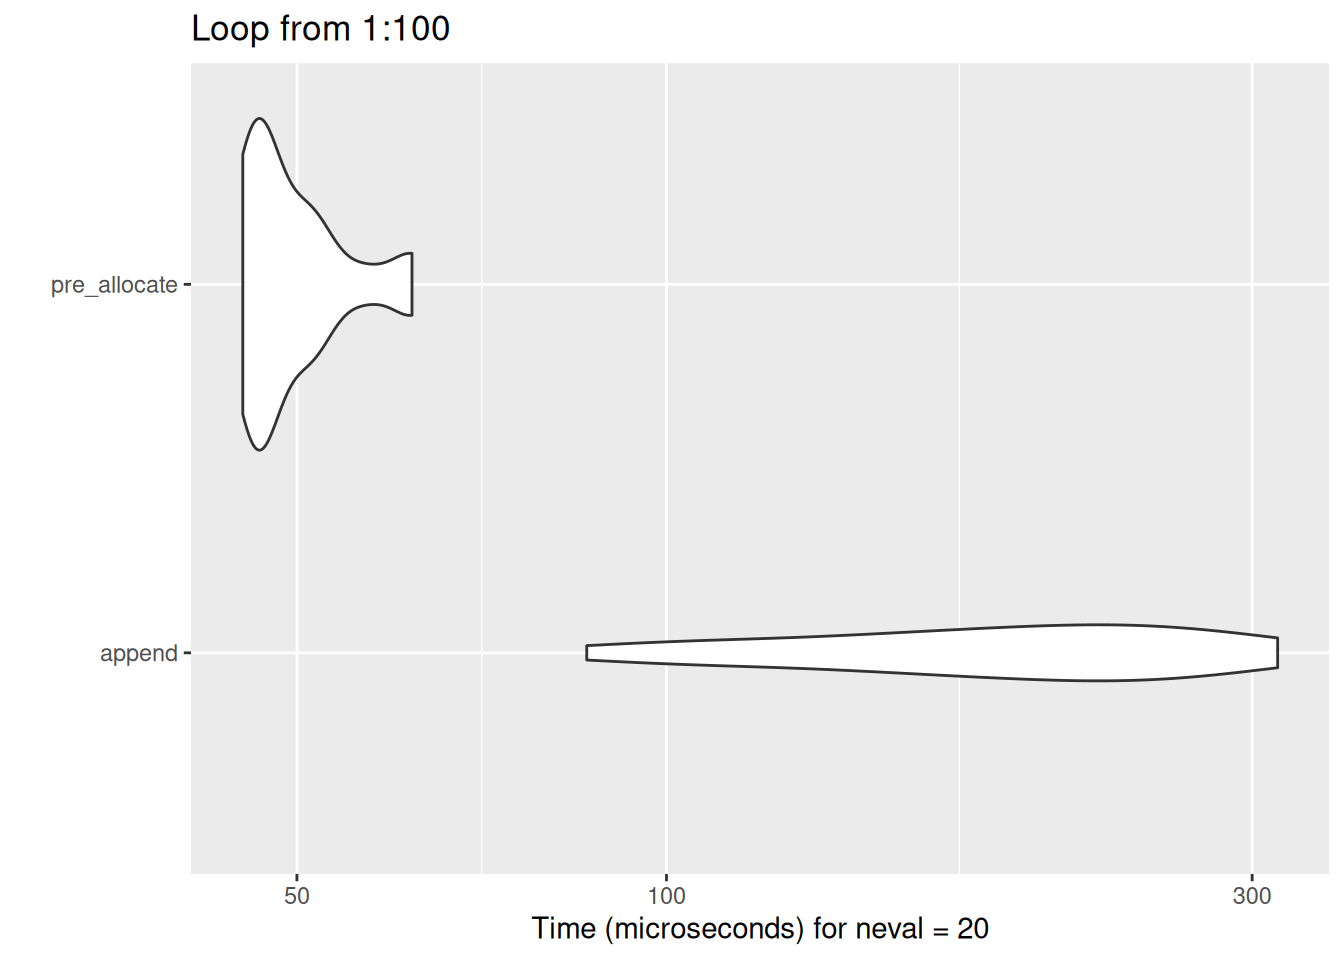 Loop from 1:100
pre_allocate
append
50 100 300
Time (microseconds) for neval = 20